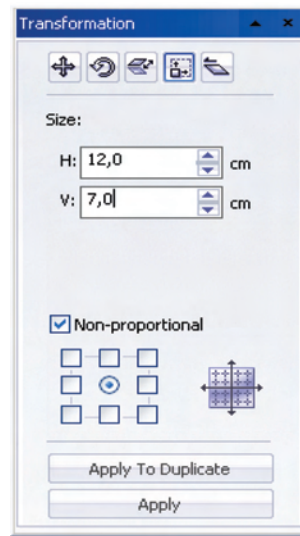 Transformation
Size:
H: 12,0 cm
V: 7,0 cm
Non-proportional
Apply To Duplicate
Apply